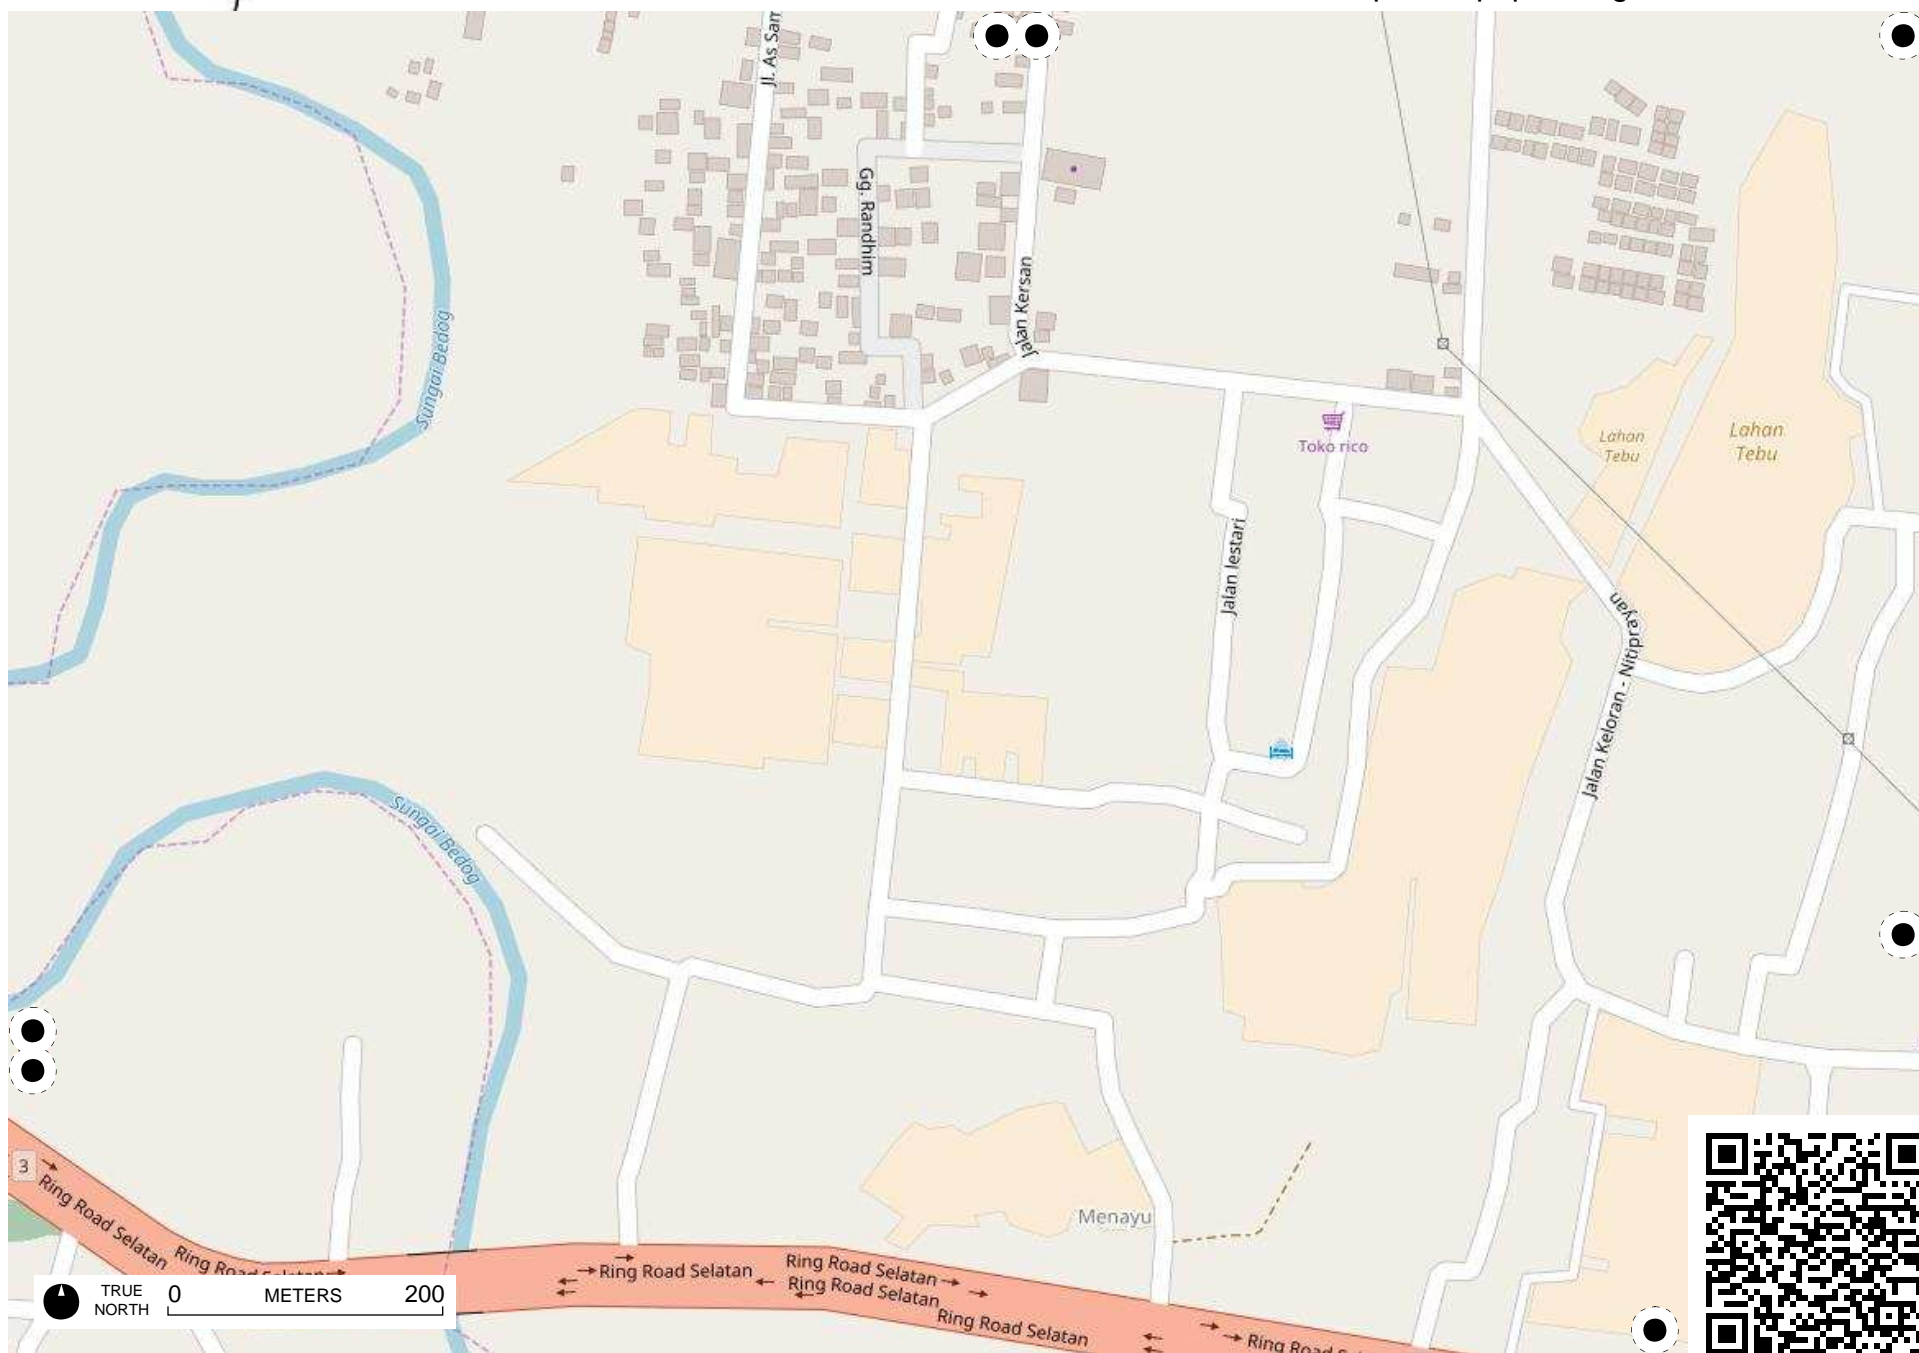 Jl. As Sam
Gg. Randhim
Jalan Kersan
Sungai Bedog
Toko rico
Lahan
Tebu
Lahan
Tebu
Jalan lestari
Jalan Keloran - Nitiprayan
Sungai Bedog
3
Ring Road Selatan
Ring Road Selatan
Menayu
Ring Road Selatan
Ring Road Selatan
Ring Road Selatan
Ring Road Selatan
Ring Road
TRUE
NORTH
0 METERS 200